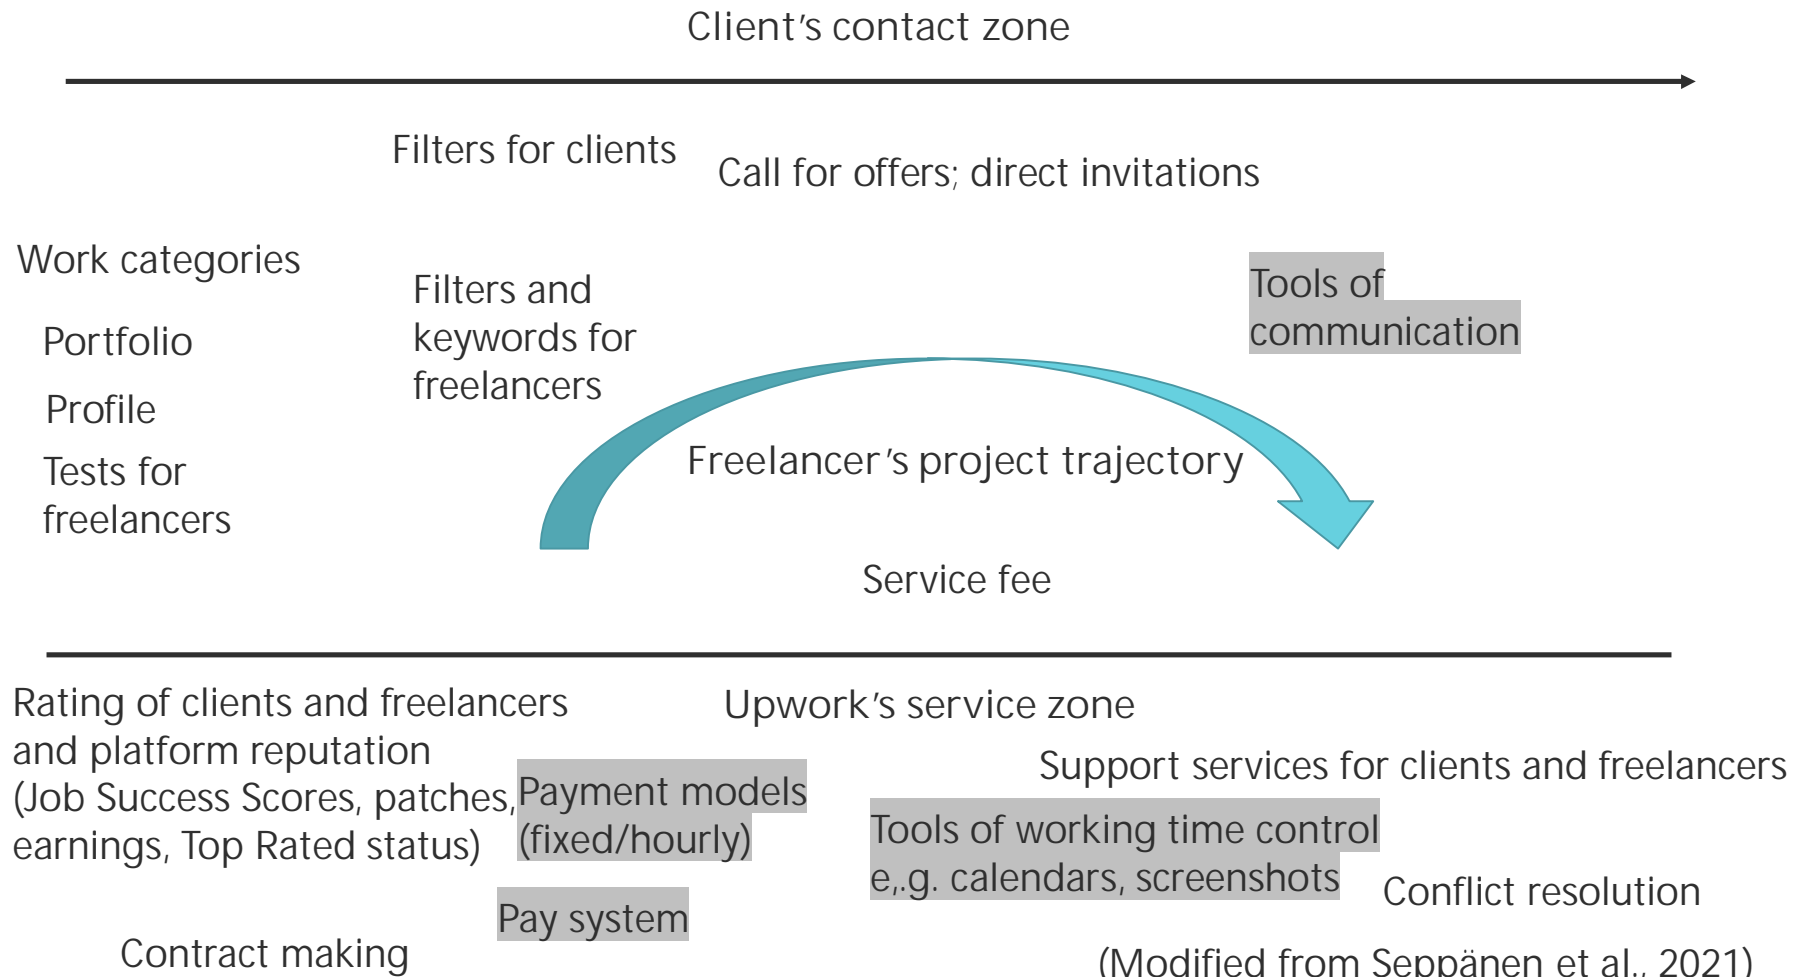 Client's contact zone
Filters for clients
Call for offers; direct invitations
Work categories
Portfolio
Profile
Tests for
freelancers
Filters and
keywords for
freelancers
Tools of
communication
Freelancer's project trajectory
Service fee
Rating of clients and freelancers
and platform reputation
(Job Success Scores, patches,
earnings, Top Rated status)
Upwork's service zone
Payment models
(fixed/hourly)
Support services for clients and freelancers
Tools of working time control
e,.g. calendars, screenshots
Conflict resolution
Pay system
Contract making
(Modified from Seppänen et al., 2021)